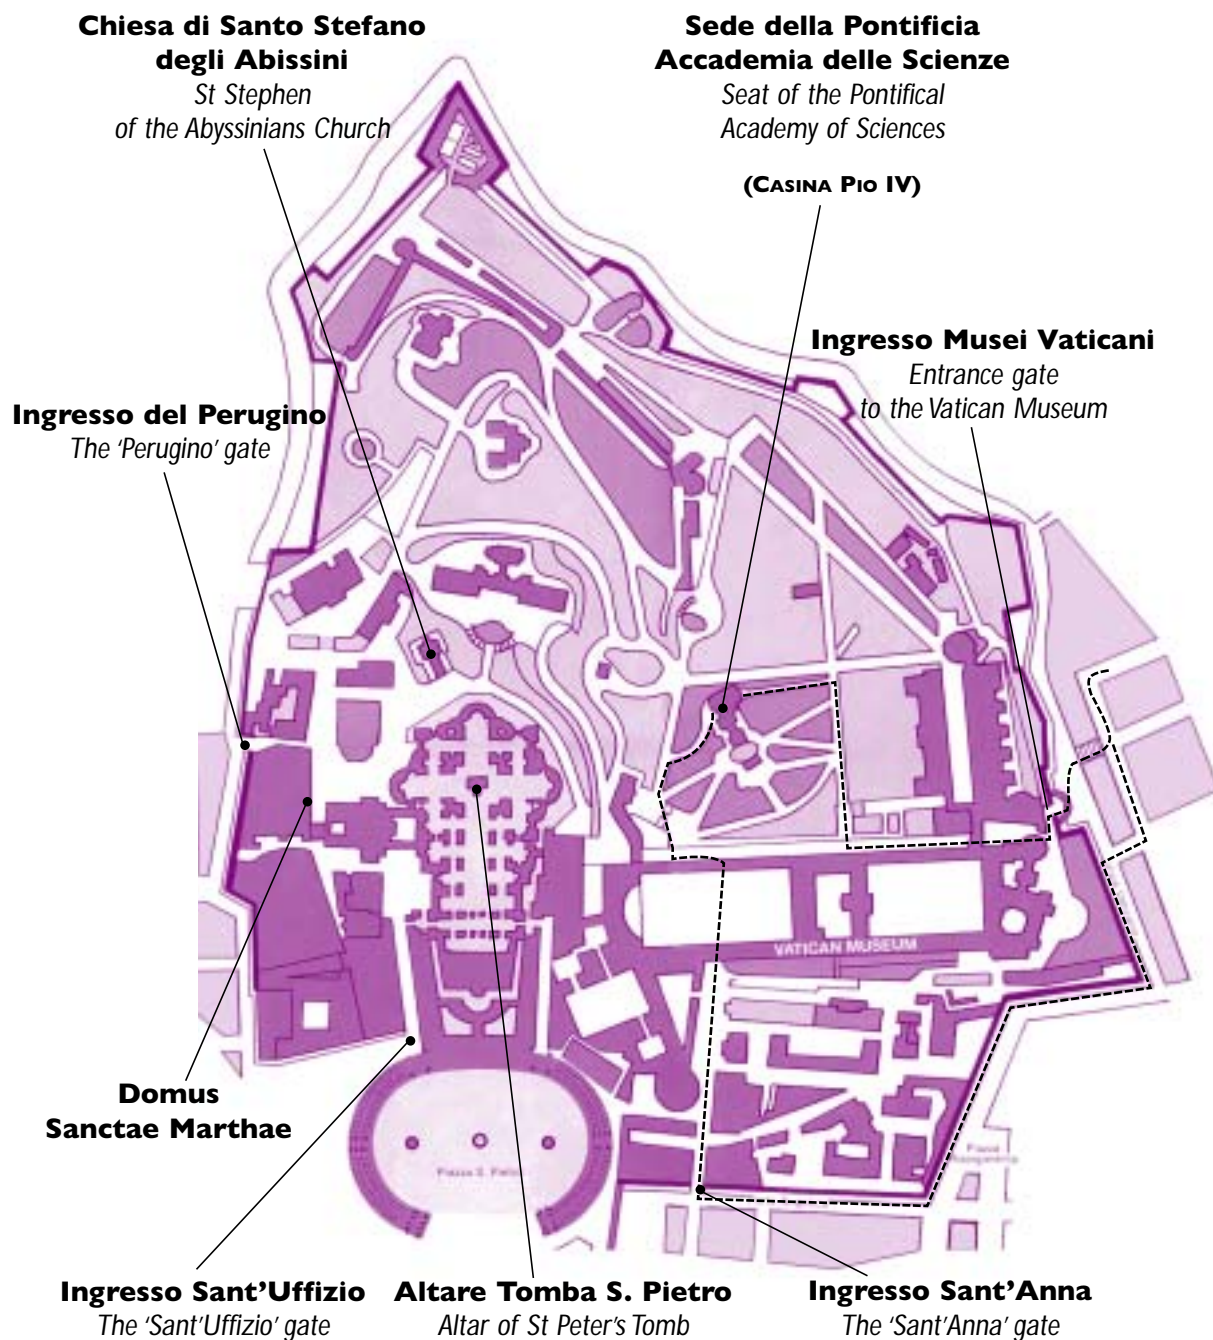 Chiesa di Santo Stefano
degli Abissini
St Stephen
of the Abyssinians Church
Sede della Pontificia
Accademia delle Scienze
Seat of the Pontifical
Academy of Sciences
(CASINA PIO IV)
Ingresso Musei Vaticani
Entrance gate
to the Vatican Museum
Ingresso del Perugino
The ‘Perugino’ gate
VATICAN MUSEUM
Domus
Sanctae Marthae
Piazza S. Pietro
Piazza
Ingresso Sant’Uffizio
The ‘Sant’Uffizio’ gate
Altare Tomba S. Pietro
Altar of St Peter’s Tomb
Ingresso Sant’Anna
The ‘Sant’Anna’ gate